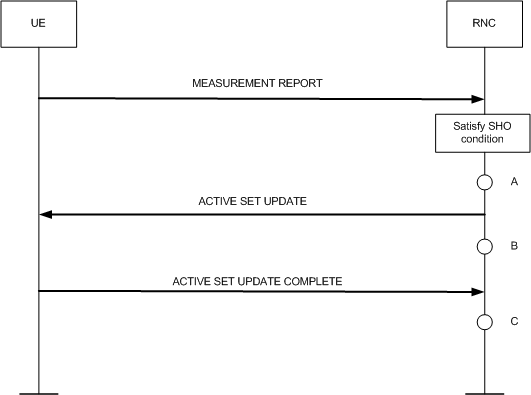 UE
RNC
MEASUREMENT REPORT
Satisfy SHO
condition
A
ACTIVE SET UPDATE
B
ACTIVE SET UPDATE COMPLETE
C